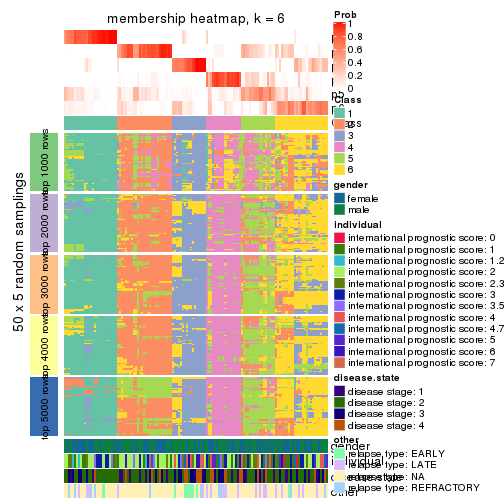 membership heatmap, k = 6
Prob
1
0.8
0.6
0.4
0.2
0
Class
1
2
3
4
5
6
gender
female
male
individual
international prognostic score: 0
international prognostic score: 1
international prognostic score: 1.2
international prognostic score: 2
international prognostic score: 2.3
international prognostic score: 3
international prognostic score: 3.5
international prognostic score: 4
international prognostic score: 4.7
international prognostic score: 5
international prognostic score: 6
international prognostic score: 7
disease.state
disease stage: 1
disease stage: 2
disease stage: 3
disease stage: 4
other
relapse type: EARLY
relapse type: LATE
relapse type: NA
relapse type: REFRACTORY
50 x 5 random samplings
top 1000 rows
top 2000 rows
top 3000 rows
top 4000 rows
top 5000 rows
gender
individual
disease.state
other